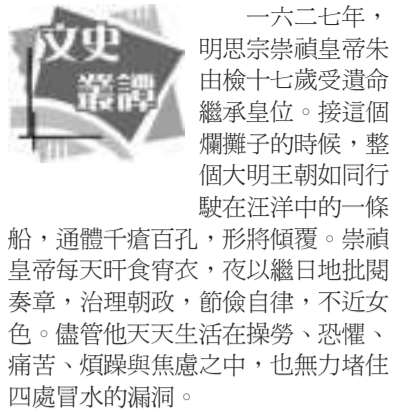 文史
叢譚
一六二七年，
明思宗崇禎皇帝朱
由檢十七歲受遺命
繼承皇位。接這個
爛攤子的時候，整
個大明王朝如同行
駛在汪洋中的一條
船，通體千瘡百孔，形將傾覆。崇禎
皇帝每天旰食宵衣，夜以繼日地批閱
奏章，治理朝政，節儉自律，不近女
色。儘管他天天生活在操勞、恐懼、
痛苦、煩躁與焦慮之中，也無力堵住
四處冒水的漏洞。